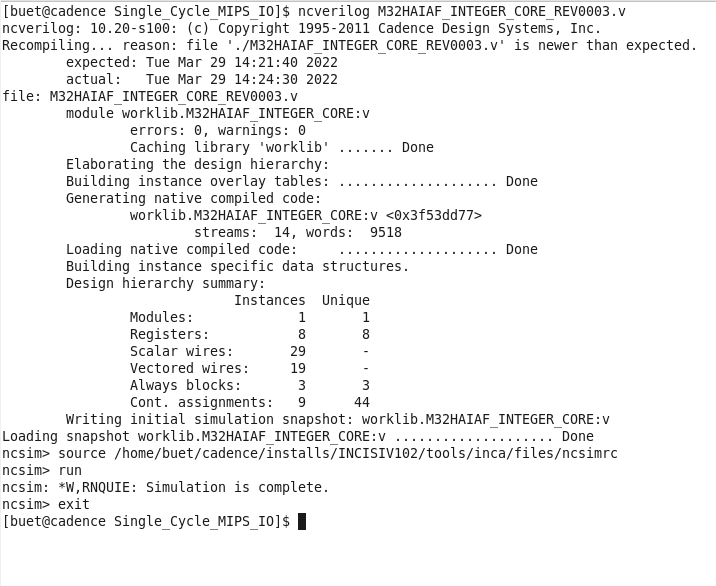 [buet@cadence Single_Cycle_MIPS_IO]$ ncverilog M32HAIAF_INTEGER_CORE_REV0003.v
ncverilog: 10.20-s100: (c) Copyright 1995-2011 Cadence Design Systems, Inc.
Recompiling... reason: file './M32HAIAF_INTEGER_CORE_REV0003.v' is newer than expected.
        expected: Tue Mar 29 14:21:40 2022
        actual:   Tue Mar 29 14:24:30 2022
file: M32HAIAF_INTEGER_CORE_REV0003.v
        module worklib.M32HAIAF_INTEGER_CORE:v
                errors: 0, warnings: 0
                Caching library 'worklib' ....... Done
        Elaborating the design hierarchy:
        Building instance overlay tables: .................... Done
        Generating native compiled code:
                worklib.M32HAIAF_INTEGER_CORE:v <0x3f53dd77>
                        streams:  14, words:  9518
        Loading native compiled code:     .................... Done
        Building instance specific data structures.
        Design hierarchy summary:
                             Instances  Unique
                Modules:             1       1
                Registers:           8       8
                Scalar wires:       29       -
                Vectored wires:     19       -
                Always blocks:       3       3
                Cont. assignments:   9      44
        Writing initial simulation snapshot: worklib.M32HAIAF_INTEGER_CORE:v
Loading snapshot worklib.M32HAIAF_INTEGER_CORE:v .................... Done
ncsim> source /home/buet/cadence/installs/INCISIV102/tools/inca/files/ncsimrc
ncsim> run
ncsim: *W,RNQUIE: Simulation is complete.
ncsim> exit
[buet@cadence Single_Cycle_MIPS_IO]$